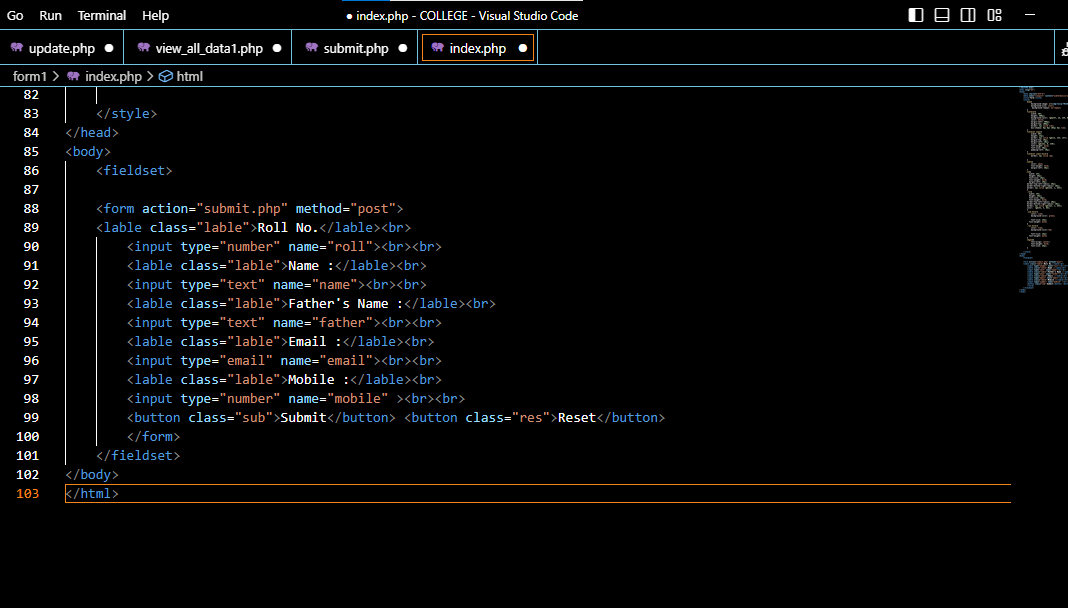 Go Run Terminal Help ● index.php - COLLEGE - Visual Studio Code
update.php ● view_all_data1.php ● submit.php ● index.php ●
form1 > index.php > html
82
83 </style>
84 </head>
85 <body>
86 <fieldset>
87
88 <form action="submit.php" method="post">
89 <lable class="lable">Roll No.</lable><br>
90 <input type="number" name="roll"><br><br>
91 <lable class="lable">Name :</lable><br>
92 <input type="text" name="name"><br><br>
93 <lable class="lable">Father's Name :</lable><br>
94 <input type="text" name="father"><br><br>
95 <lable class="lable">Email :</lable><br>
96 <input type="email" name="email"><br><br>
97 <lable class="lable">Mobile :</lable><br>
98 <input type="number" name="mobile" ><br><br>
99 <button class="sub">Submit</button> <button class="res">Reset</button>
100 </form>
101 </fieldset>
102 </body>
103 </html>